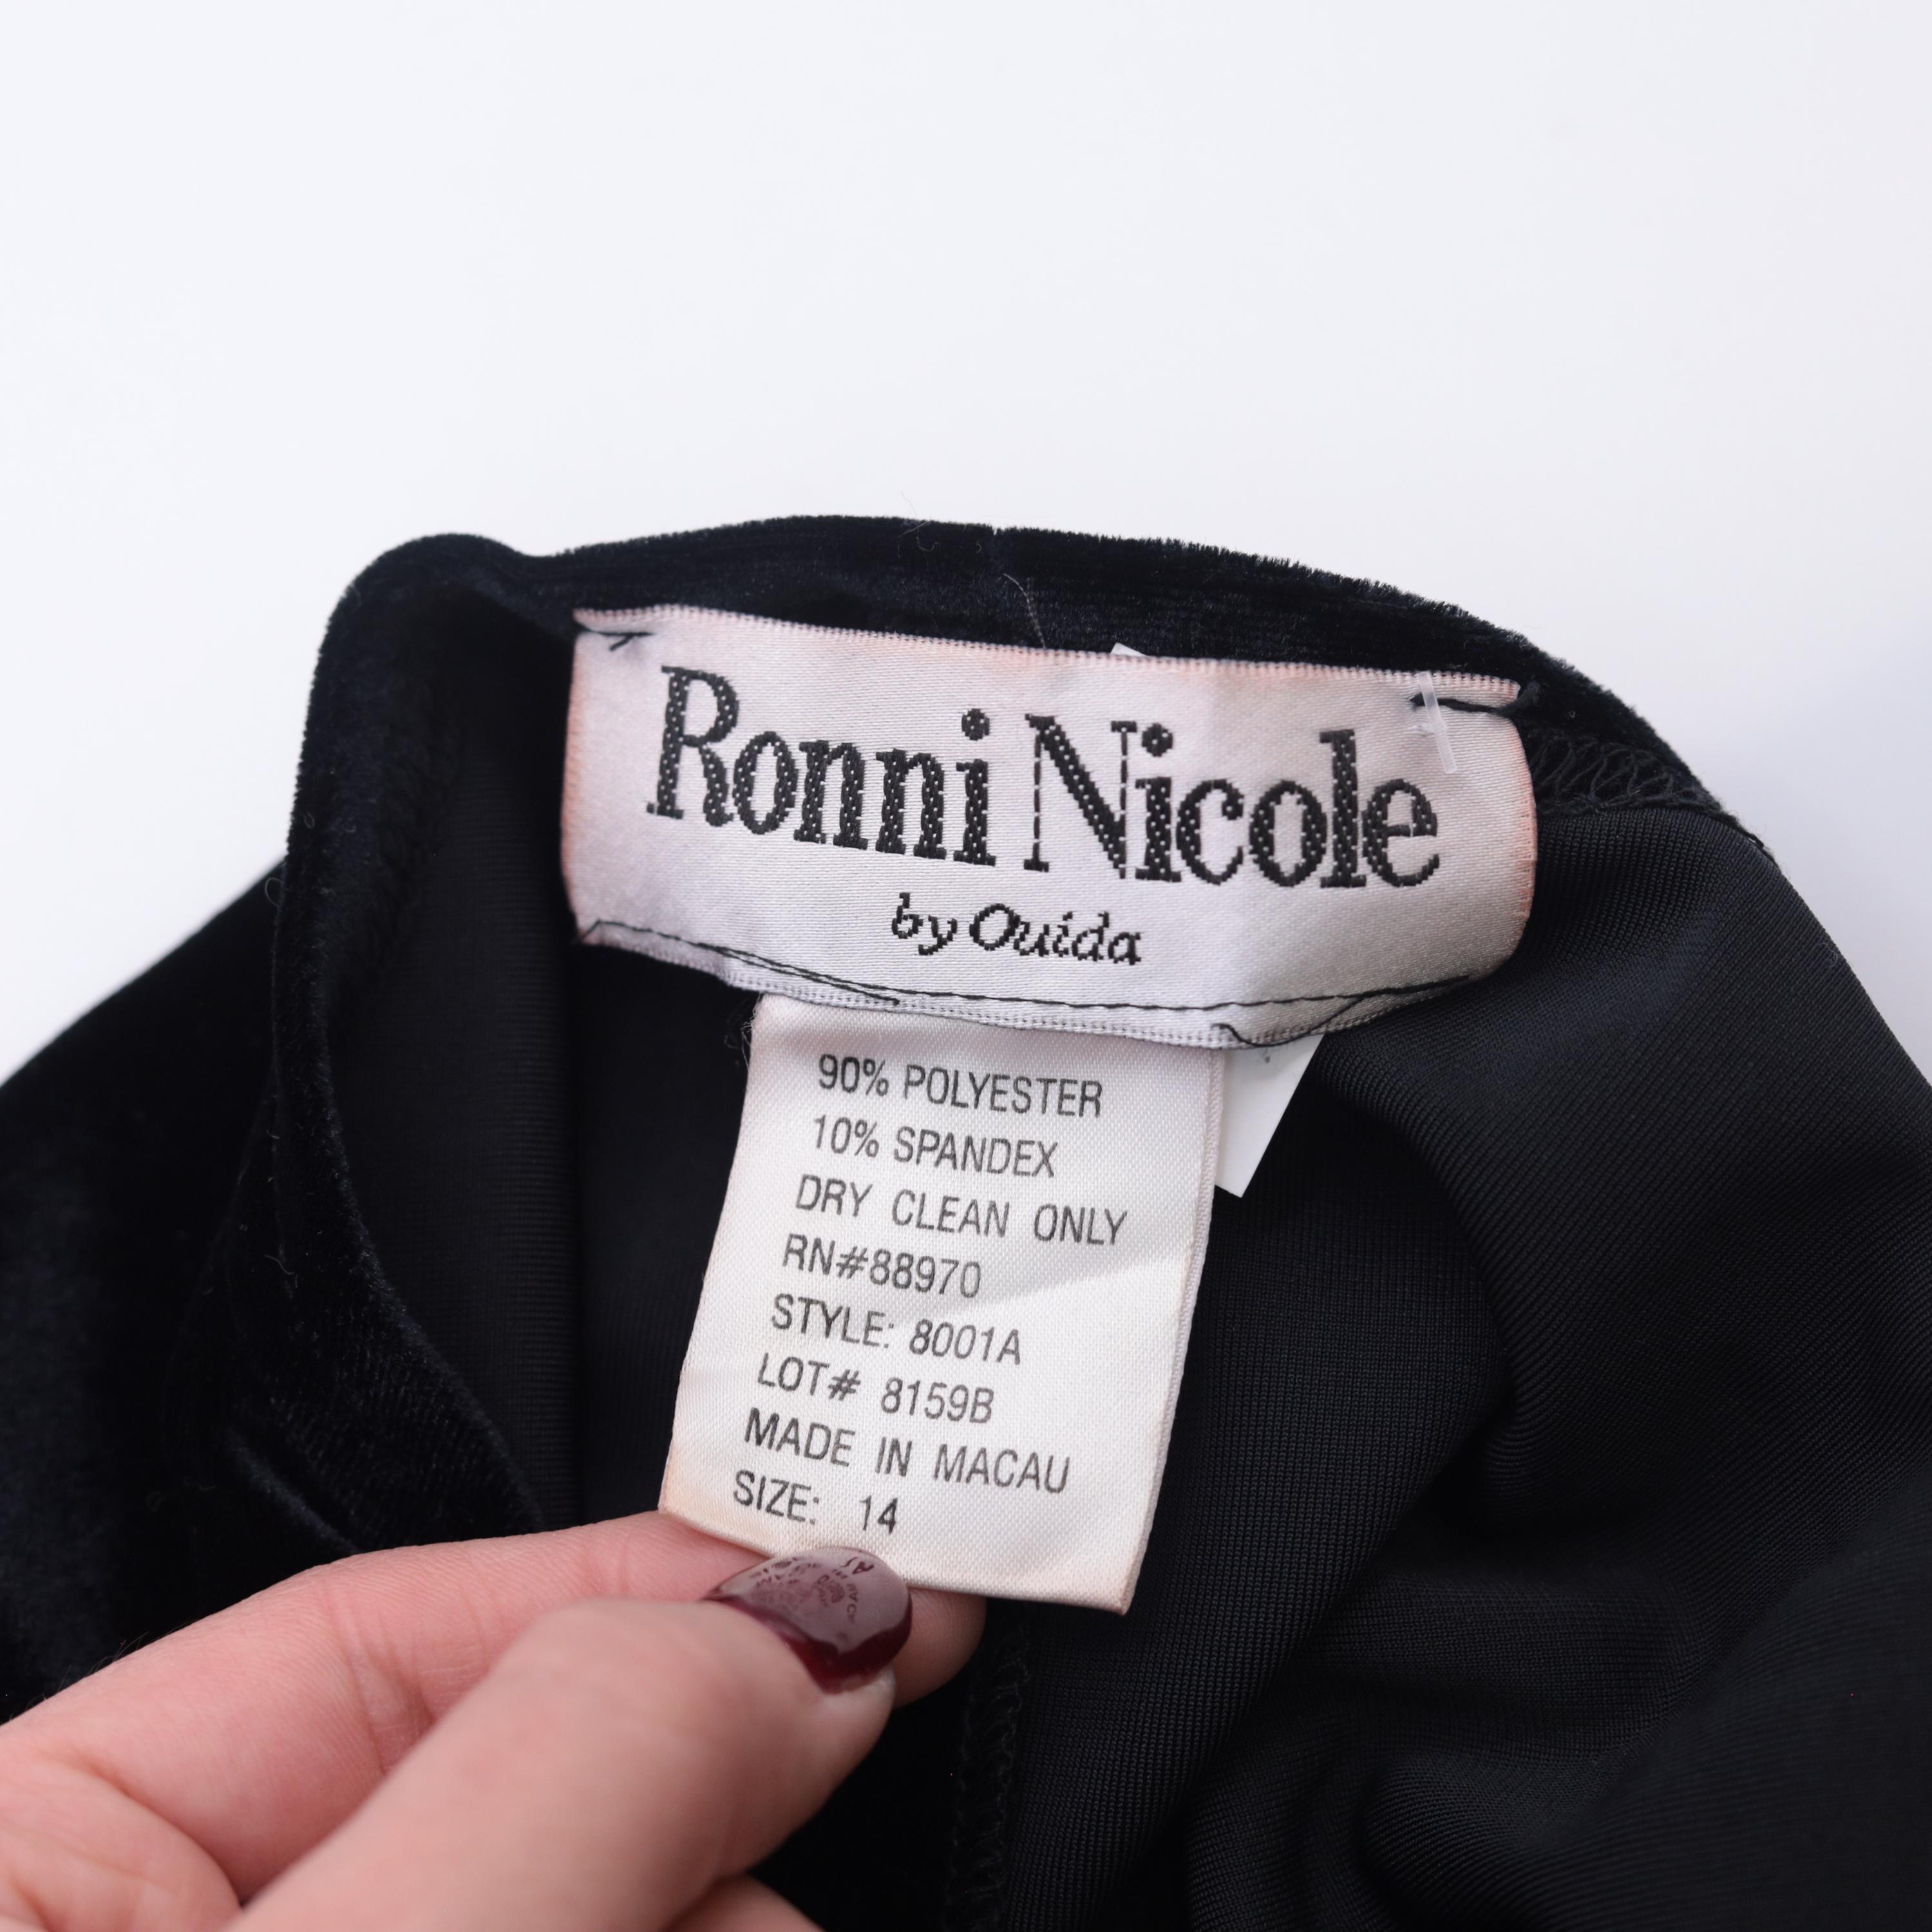 Ronni Nicole
by Ouida
90% POLYESTER
10% SPANDEX
DRY CLEAN ONLY
RN#88970
STYLE: 8001A
LOT# 8159B
MADE IN MACAU
SIZE: 14